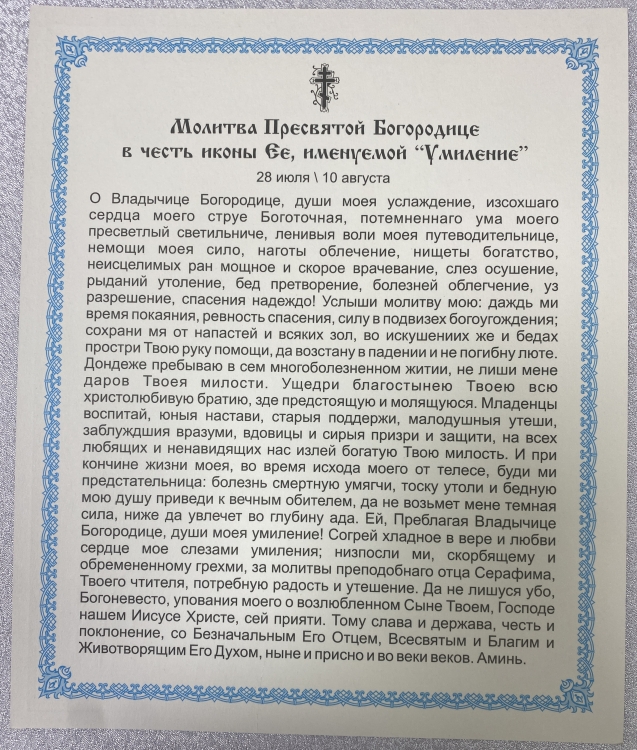 Молитва Пресвятой Богородице
в честь иконы Ее, именуемой “Умиление”
28 июля \ 10 августа
О Владычице Богородице, души моея услаждение, изсохшаго
сердца моего струе Боготочная, потемненнаго ума моего
пресветлый светильниче, ленивыя воли моея путеводительнице,
немощи моея сило, наготы облечение, нищеты богатство,
неисцелимых ран мощное и скорое врачевание, слез осушение,
рыданий утоление, бед претворение, болезней облегчение, уз
разрешение, спасения надеждо! Услыши молитву мою: даждь ми
время покаяния, ревность спасения, силу в подвизех богоугождения;
сохрани мя от напастей и всяких зол, во искушениих же и бедах
простри Твою руку помощи, да возстану в падении и не погибну люте.
Дондеже пребываю в сем многоболезненном житии, не лиши мене
даров Твоея милости. Ущедри благостынею Твоею всю
христолюбивую братию, зде предстоящую и молящуюся. Младенцы
воспитай, юныя настави, старыя поддержи, малодушныя утеши,
заблуждшия вразуми, вдовицы и сирыя призри и защити, на всех
любящих и ненавидящих нас излей богатую Твою милость. И при
кончине жизни моея, во время исхода моего от телесе, буди ми
предстательница: болезнь смертную умягчи, тоску утоли и бедную
мою душу приведи к вечным обителем, да не возьмет мене темная
сила, ниже да увлечет во глубину ада. Ей, Преблагая Владычице
Богородице, души моея умиление! Согрей хладное в вере и любви
сердце мое слезами умиления; низпосли ми, скорбящему и
обремененному грехми, за молитвы преподобнаго отца Серафима,
Твоего чтителя, потребную радость и утешение. Да не лишуся убо,
Богоневесто, упования моего о возлюбленном Сыне Твоем, Господе
нашем Иисусе Христе, сей прияти. Тому слава и держава, честь и
поклонение, со Безначальным Его Отцем, Всесвятым и Благим и
Животворящим Его Духом, ныне и присно и во веки веков. Аминь.